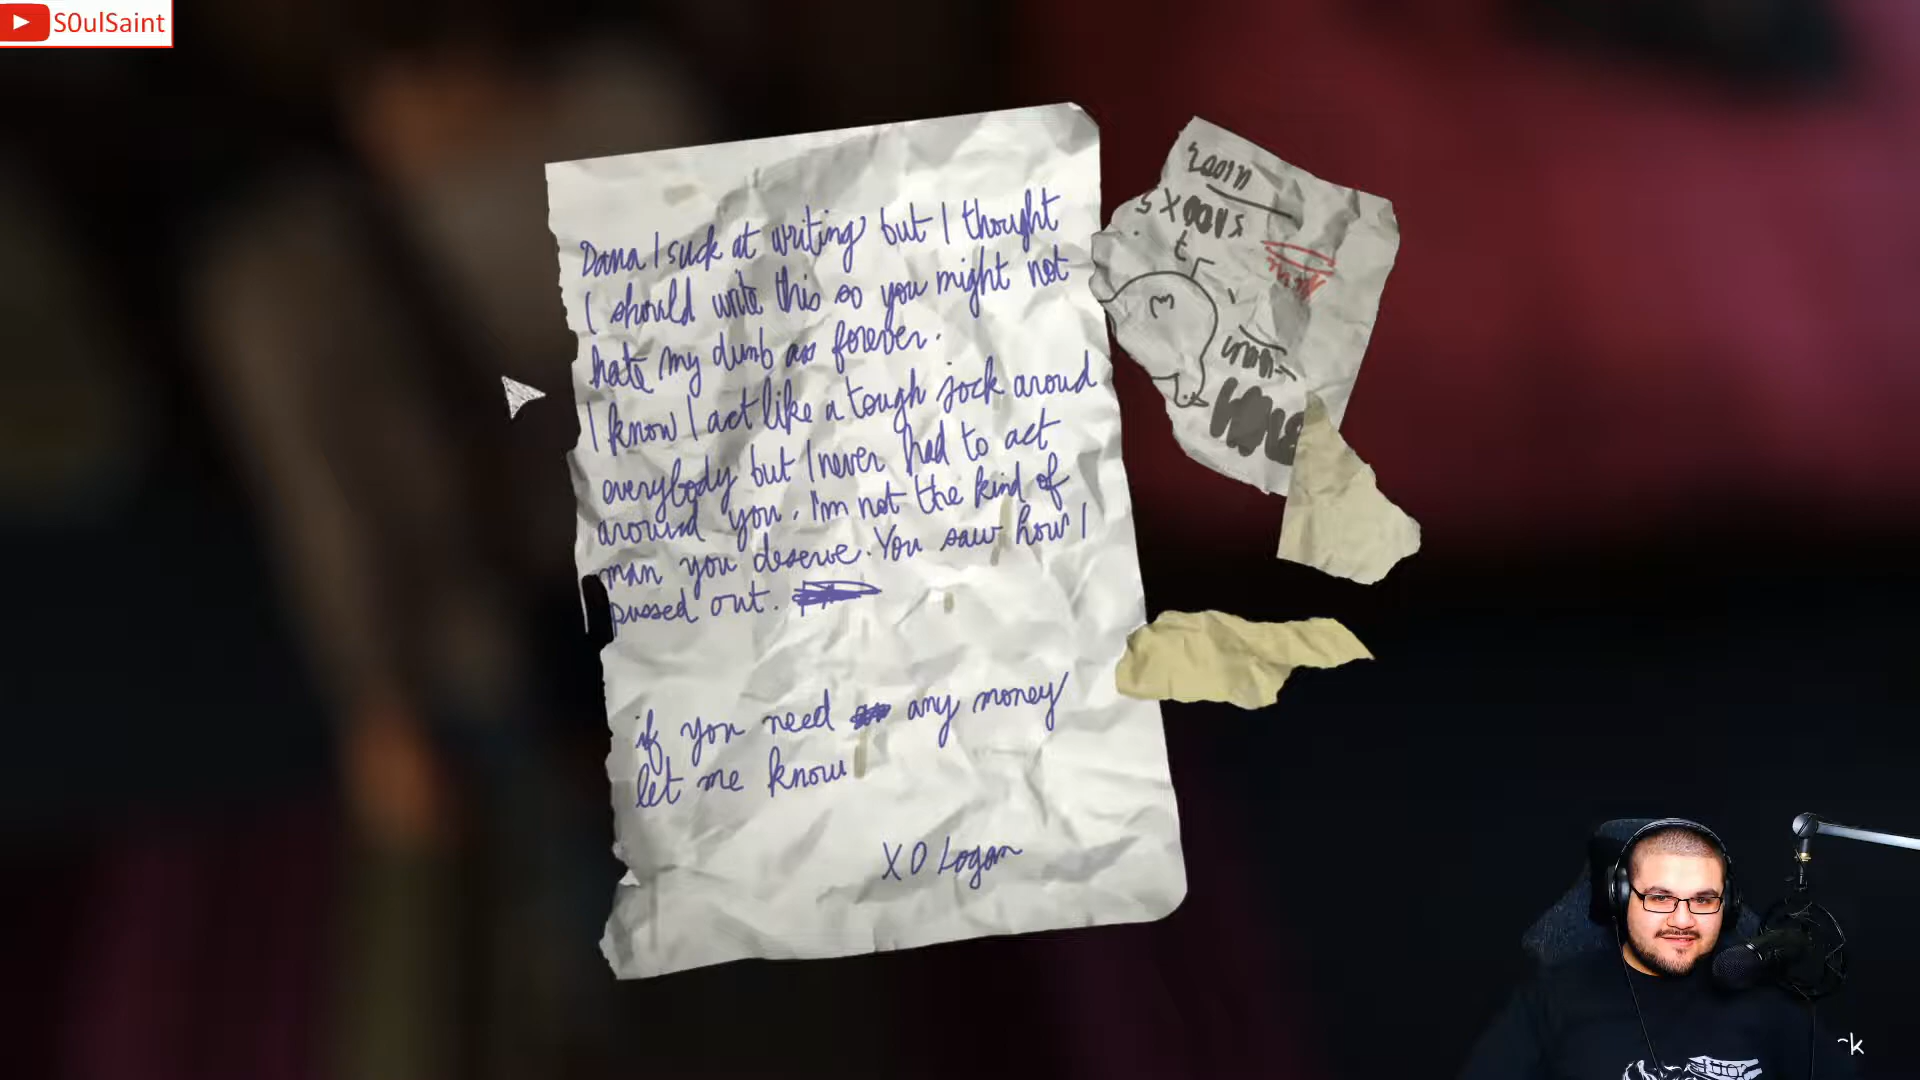 S0ulSaint
Dana I suck at writing but I thought
I should write this so you might not
hate my dumb ass forever.
I know I act like a tough jock aroud
everybody but I never had to act
around you. I'm not the kind of
man you deserve. You saw how I
pussed out.
if you need any money
let me know
XO Logan
~k